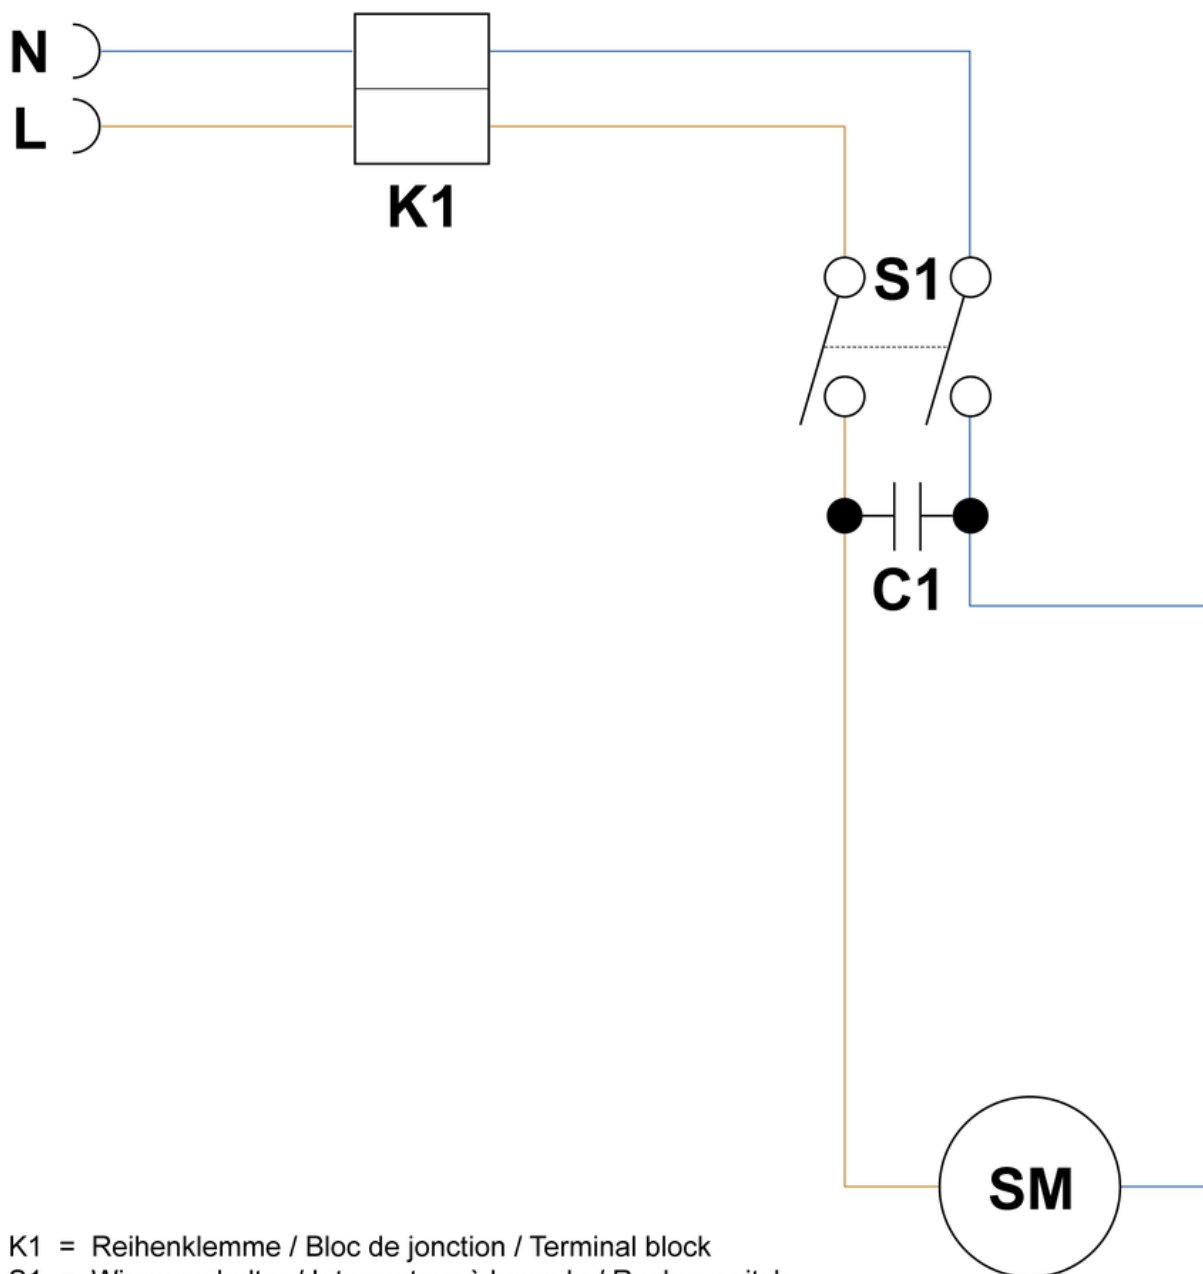 N
L
K1
S1
C1
SM
K1 = Reihenklemme / Bloc de jonction / Terminal block